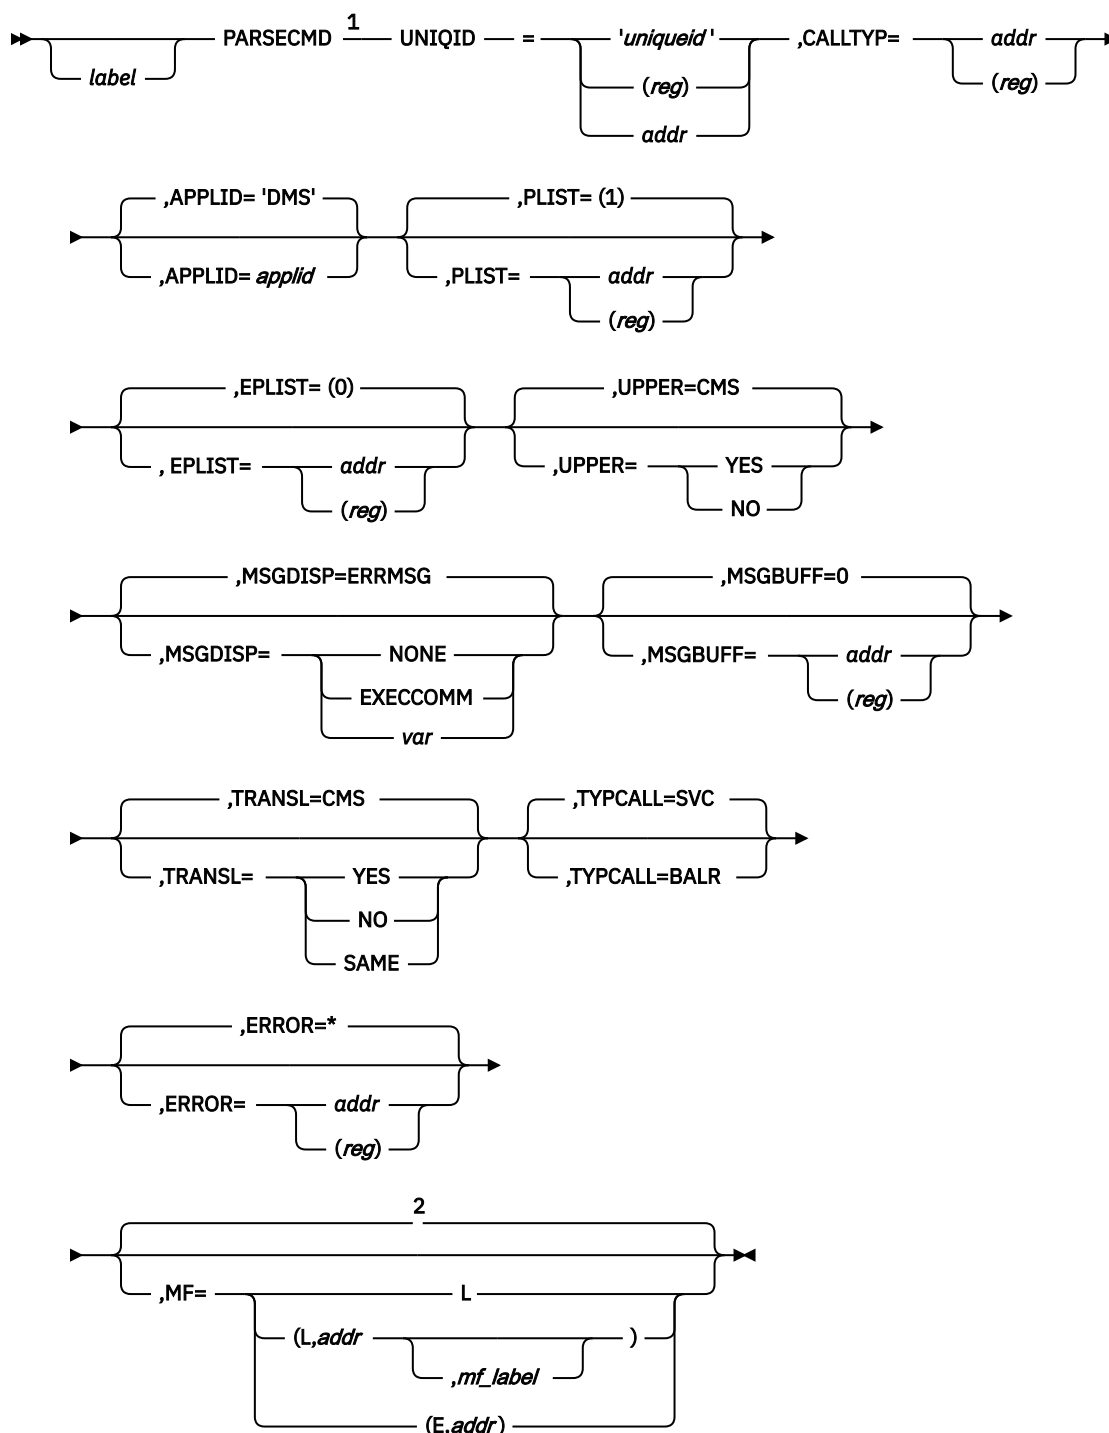 1
PARSECMD UNIQID = 'uniqueid' ,CALLTYP= addr
label (reg) (reg)
addr
,APPLID= 'DMS' ,PLIST= (1)
,APPLID= applid ,PLIST= addr
(reg)
,EPLIST= (0) ,UPPER=CMS
, EPLIST= addr ,UPPER= YES
(reg) NO
,MSGDISP=ERRMSG ,MSGBUFF=0
,MSGDISP= NONE ,MSGBUFF= addr
EXECCOMM (reg)
var
,TRANSL=CMS ,TYPCALL=SVC
,TRANSL= YES ,TYPCALL=BALR
NO
SAME
,ERROR=*
,ERROR= addr
(reg)
2
,MF= L
(L,addr )
,mf_label
(E,addr)